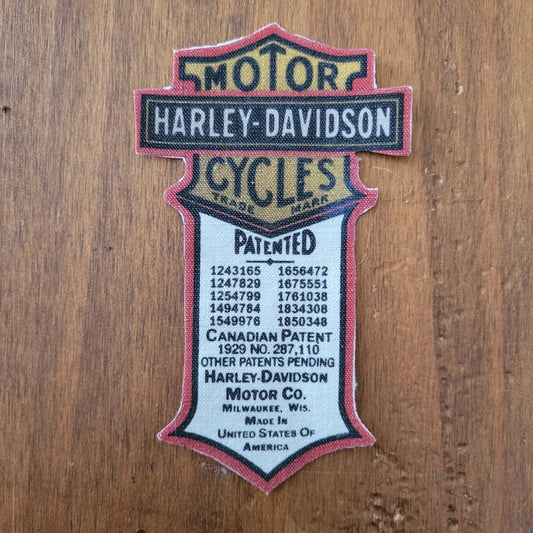 MOTOR
HARLEY-DAVIDSON
CYCLES
TRADE MARK
PATENTED
1243165 1656472
1247829 1675551
1254799 1761038
1494784 1834308
1549976 1850348
CANADIAN PATENT
1929 NO. 287,110
OTHER PATENTS PENDING
HARLEY-DAVIDSON
MOTOR CO.
MILWAUKEE, WIS.
MADE IN
UNITED STATES OF
AMERICA